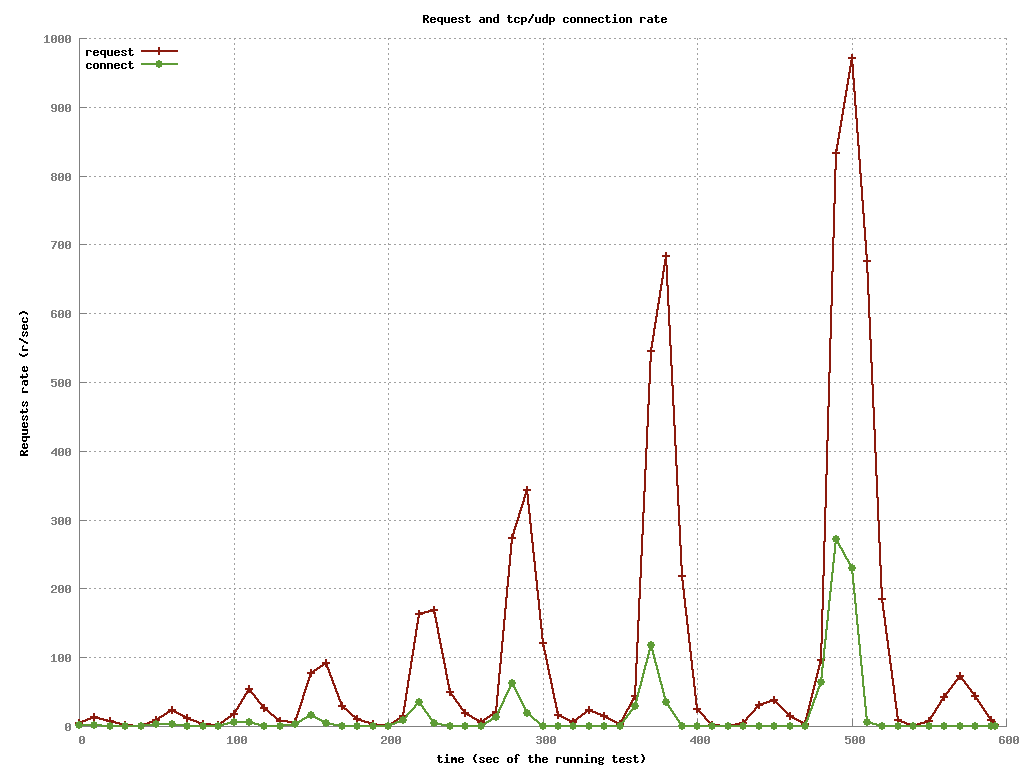 Request and tcp/udp connection rate
1000
request
connect
900
800
700
600
500
400
300
200
100
0
Requests rate (r/sec)
0 100 200 300 400 500 600
time (sec of the running test)